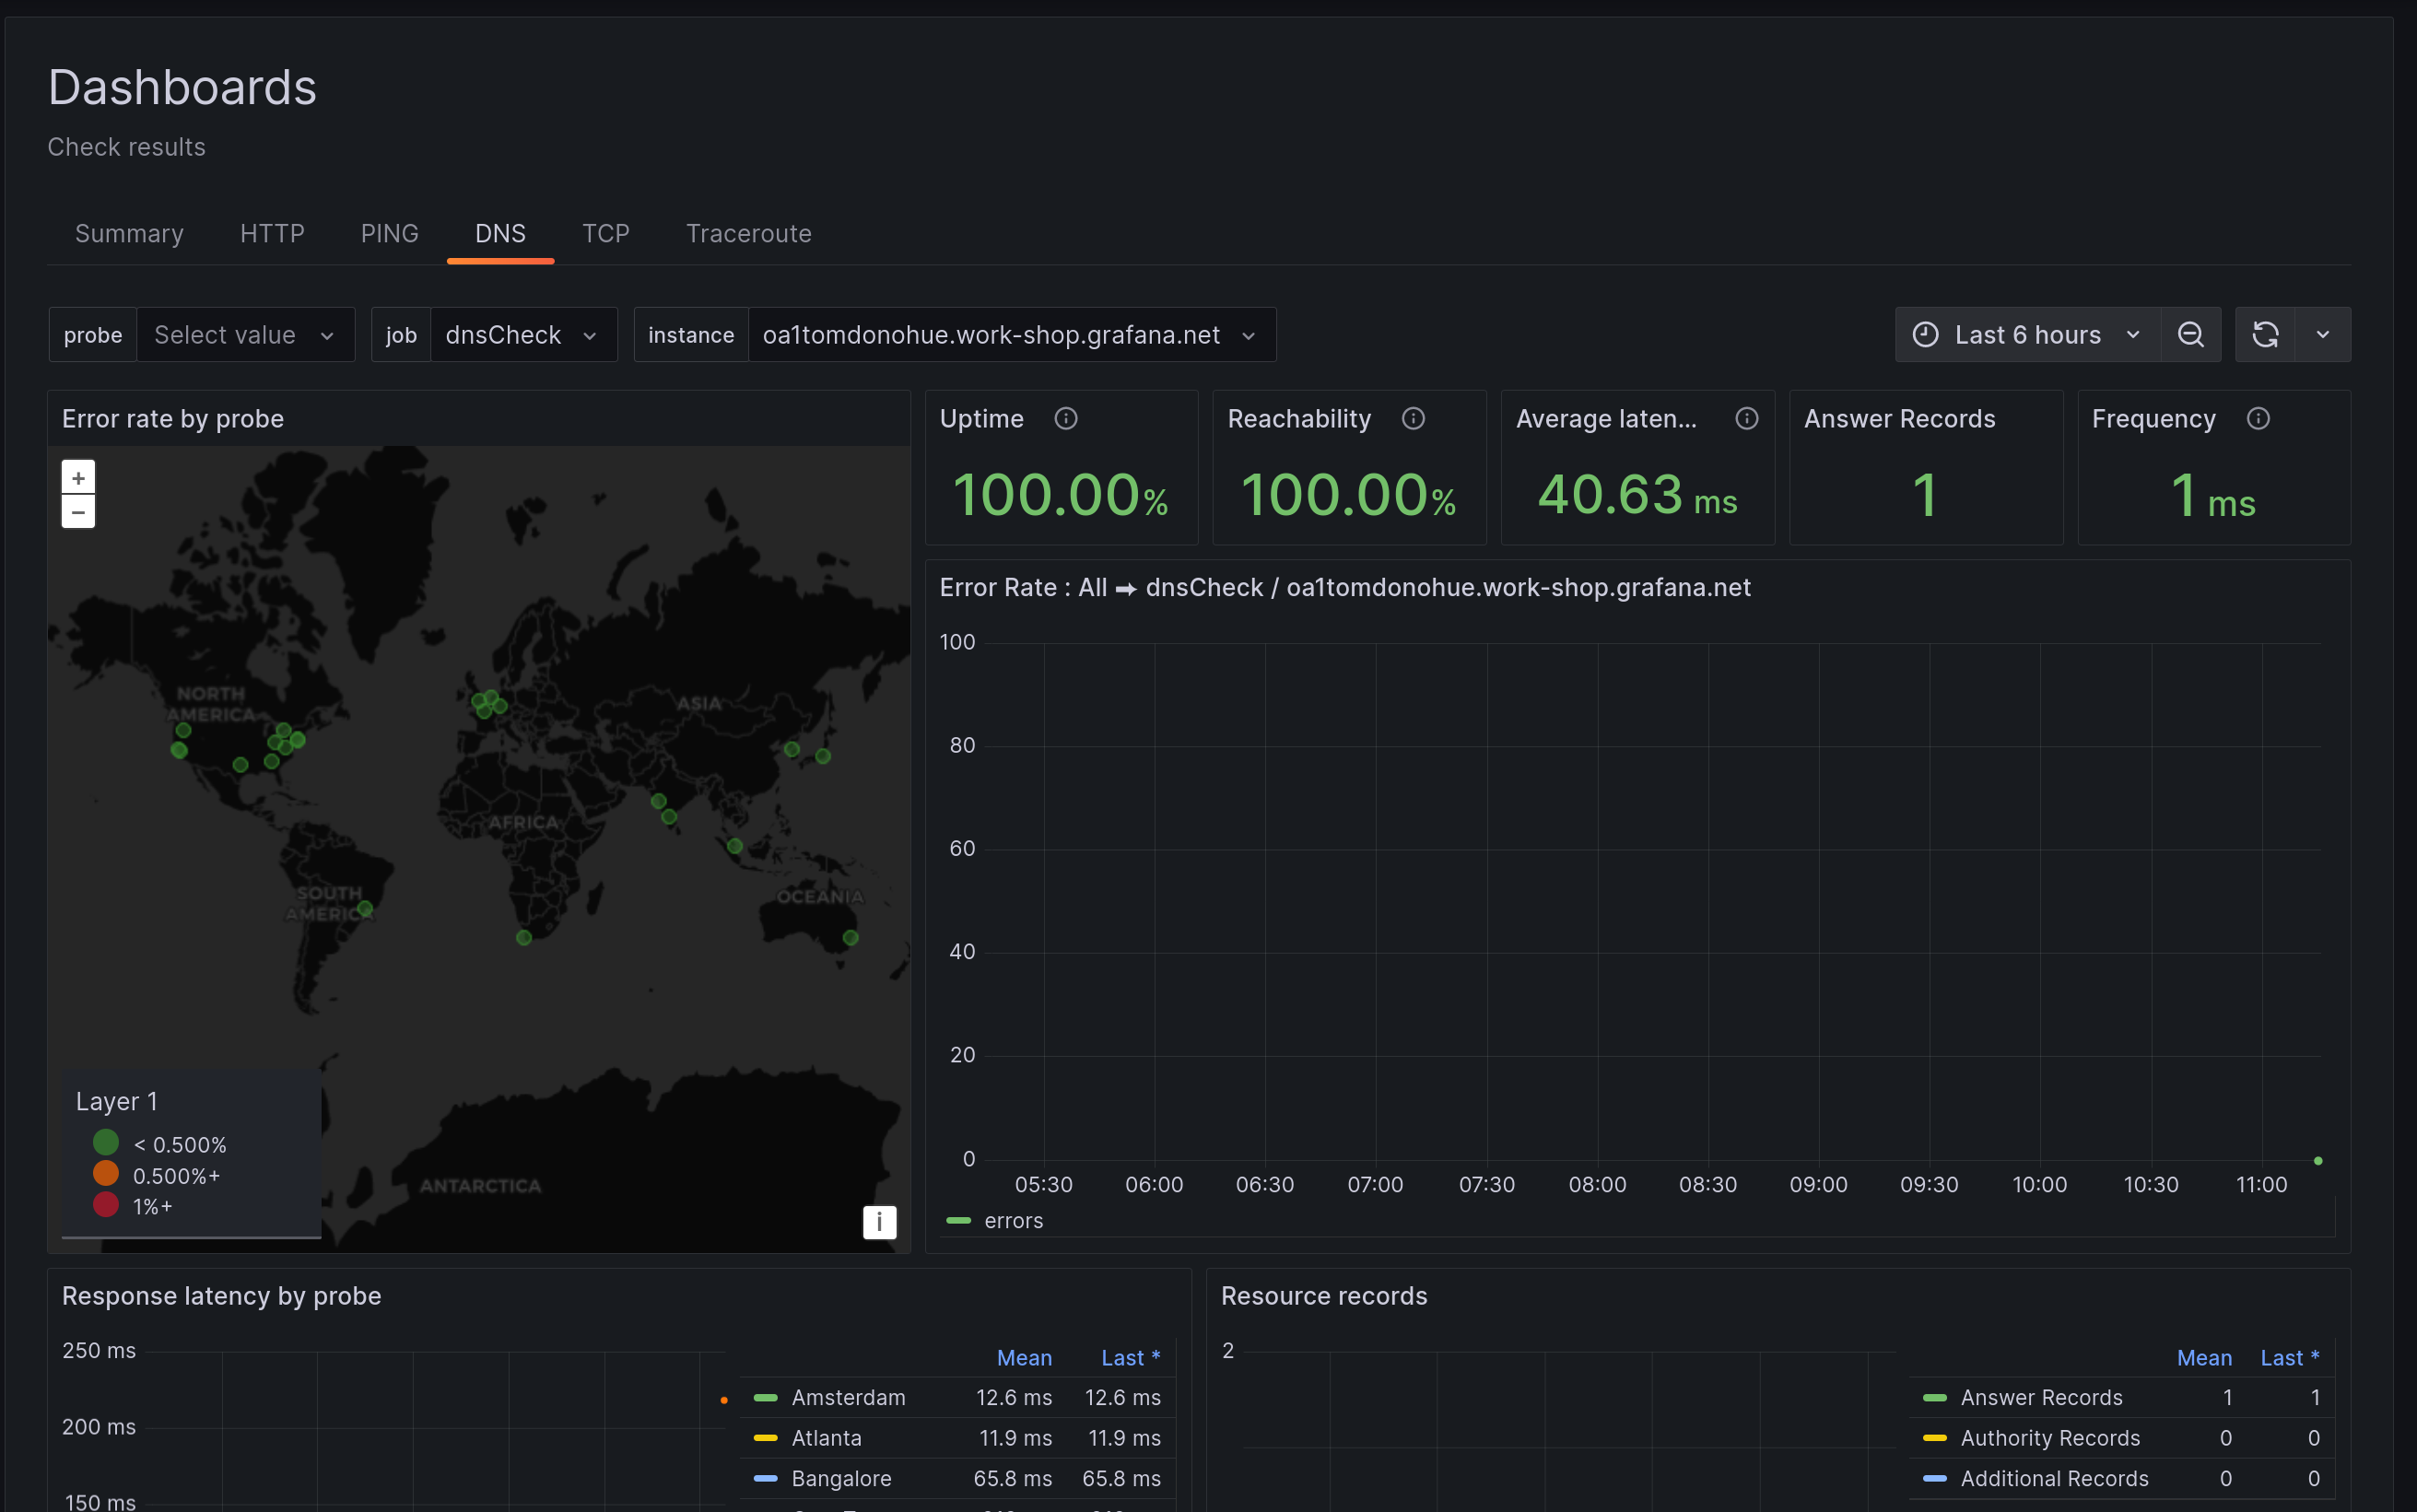 Dashboards
Check results
Summary HTTP PING DNS TCP Traceroute
probe Select value job dnsCheck instance oa1tomdonohue.work-shop.grafana.net Last 6 hours
Error rate by probe
+
−
NORTH
AMERICA
ASIA
AFRICA
SOUTH
AMERICA
OCEANIA
ANTARCTICA
Layer 1
< 0.500%
0.500%+
1%+
i
Uptime
100.00%
Reachability
100.00%
Average laten...
40.63 ms
Answer Records
1
Frequency
1 ms
Error Rate : All ➡ dnsCheck / oa1tomdonohue.work-shop.grafana.net
100
80
60
40
20
0
05:30 06:00 06:30 07:00 07:30 08:00 08:30 09:00 09:30 10:00 10:30 11:00
errors
Response latency by probe
250 ms
200 ms
150 ms
Mean Last *
Amsterdam 12.6 ms 12.6 ms
Atlanta 11.9 ms 11.9 ms
Bangalore 65.8 ms 65.8 ms
Resource records
2
Mean Last *
Answer Records 1 1
Authority Records 0 0
Additional Records 0 0